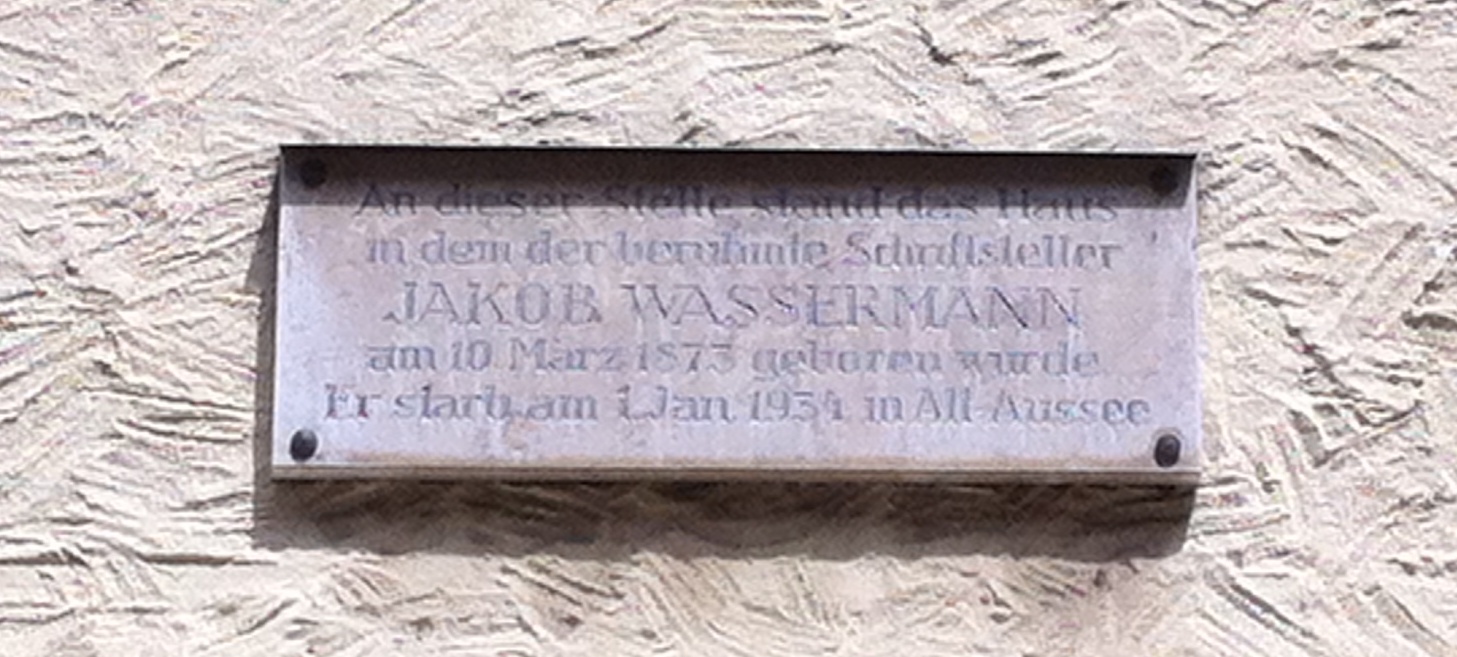 An dieser Stelle stand das Haus
in dem der berühmte Schriftsteller
JAKOB WASSERMANN
am 10 März 1873 geboren wurde
Er starb am 1. Jan 1934 in Alt-Aussee